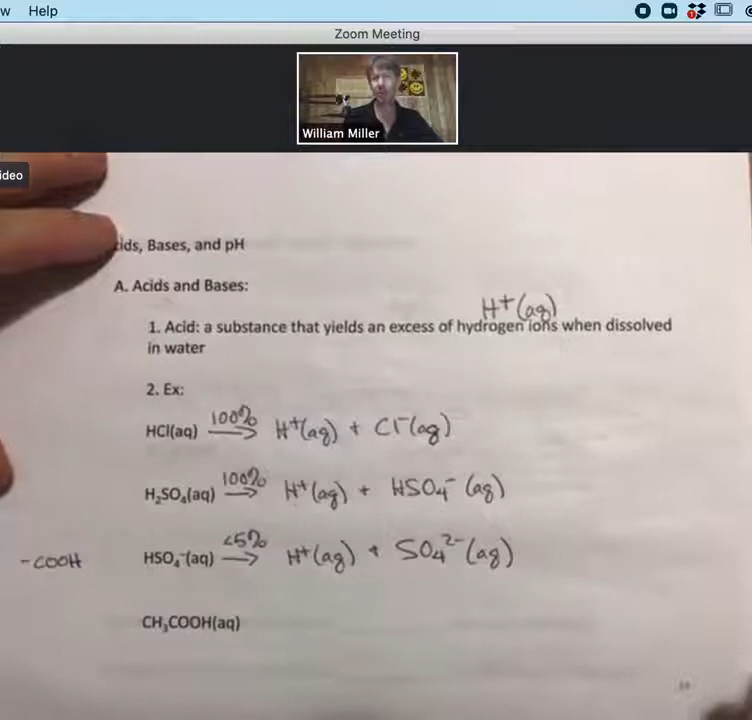 w Help
Zoom Meeting
William Miller
ideo
ids, Bases, and pH
A. Acids and Bases:
H⁺(aq)
1. Acid: a substance that yields an excess of hydrogen ions when dissolved
in water
2. Ex:
HCl(aq) 100% → H⁺(aq) + Cl⁻(aq)
H₂SO₄(aq) 100% → H⁺(aq) + HSO₄⁻(aq)
-COOH HSO₄⁻(aq) <5% → H⁺(aq) + SO₄²⁻(aq)
CH₃COOH(aq)